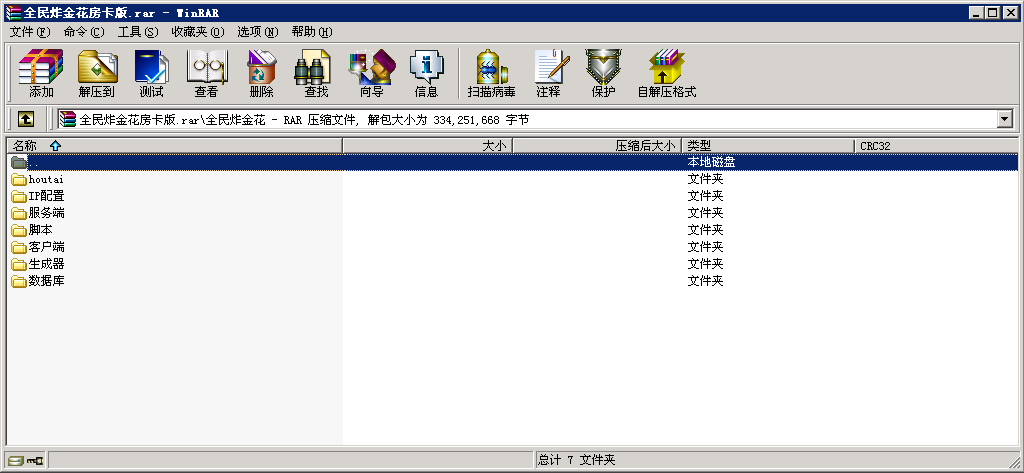 全民炸金花房卡版.rar - WinRAR
文件(F) 命令(C) 工具(S) 收藏夹(O) 选项(N) 帮助(H)
添加 解压到 测试 查看 删除 查找 向导 信息 扫描病毒 注释 保护 自解压格式
全民炸金花房卡版.rar\全民炸金花 - RAR 压缩文件, 解包大小为 334,251,668 字节
名称 大小 压缩后大小 类型 CRC32
.. 本地磁盘
houtai 文件夹
IP配置 文件夹
服务端 文件夹
脚本 文件夹
客户端 文件夹
生成器 文件夹
数据库 文件夹
总计 7 文件夹